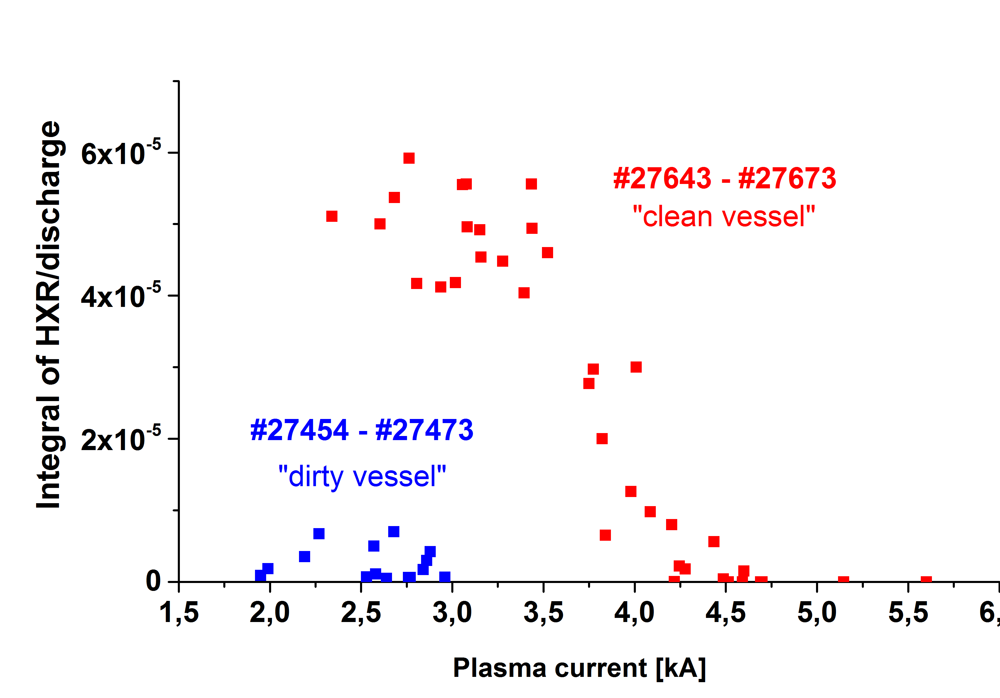 Integral of HXR/discharge
6x10⁻⁵
4x10⁻⁵
2x10⁻⁵
0
#27643 - #27673
"clean vessel"
#27454 - #27473
"dirty vessel"
1,5 2,0 2,5 3,0 3,5 4,0 4,5 5,0 5,5 6,
Plasma current [kA]